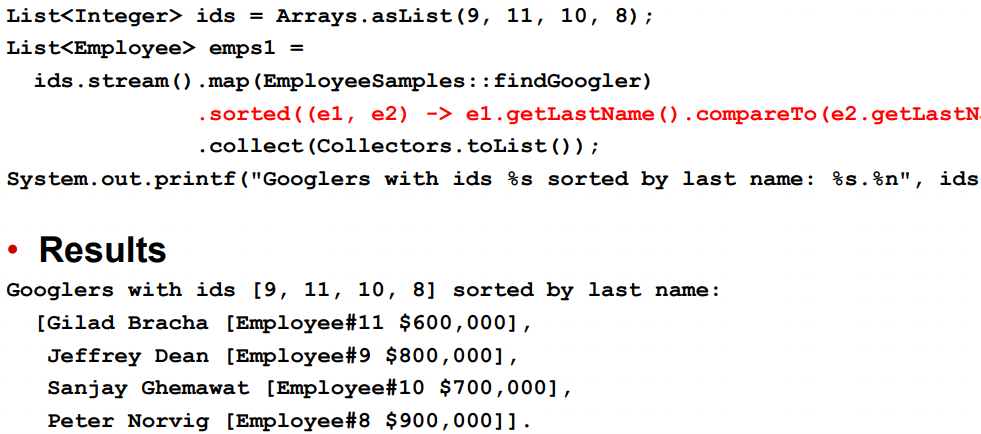 List<Integer> ids = Arrays.asList(9, 11, 10, 8);
List<Employee> emps1 =
ids.stream().map(EmployeeSamples::findGoogler)
.sorted((e1, e2) -> e1.getLastName().compareTo(e2.getLastN
.collect(Collectors.toList());
System.out.printf("Googlers with ids %s sorted by last name: %s.%n", ids
• Results
Googlers with ids [9, 11, 10, 8] sorted by last name:
[Gilad Bracha [Employee#11 $600,000],
Jeffrey Dean [Employee#9 $800,000],
Sanjay Ghemawat [Employee#10 $700,000],
Peter Norvig [Employee#8 $900,000]].